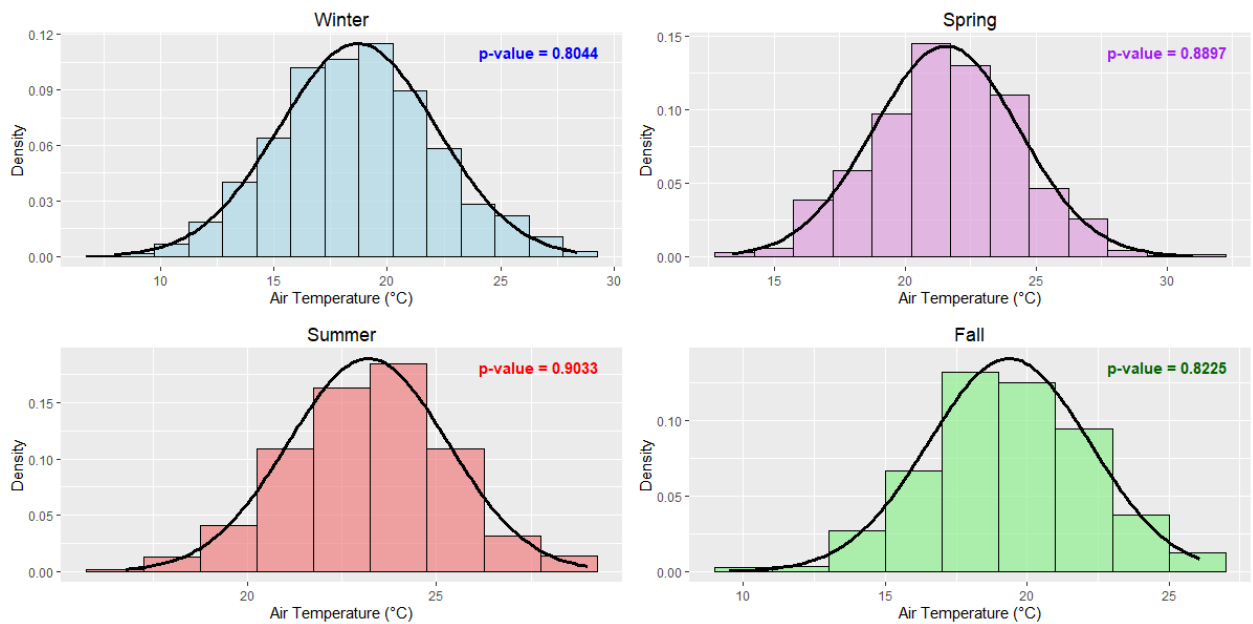 Winter
p-value = 0.8044
0.12
0.09
0.06
0.03
0.00
Density
10
15
20
25
30
Air Temperature (°C)
Spring
p-value = 0.8897
0.15
0.10
0.05
0.00
Density
15
20
25
30
Air Temperature (°C)
Summer
p-value = 0.9033
0.15
0.10
0.05
0.00
Density
20
25
Air Temperature (°C)
Fall
p-value = 0.8225
0.10
0.05
0.00
Density
10
15
20
25
Air Temperature (°C)